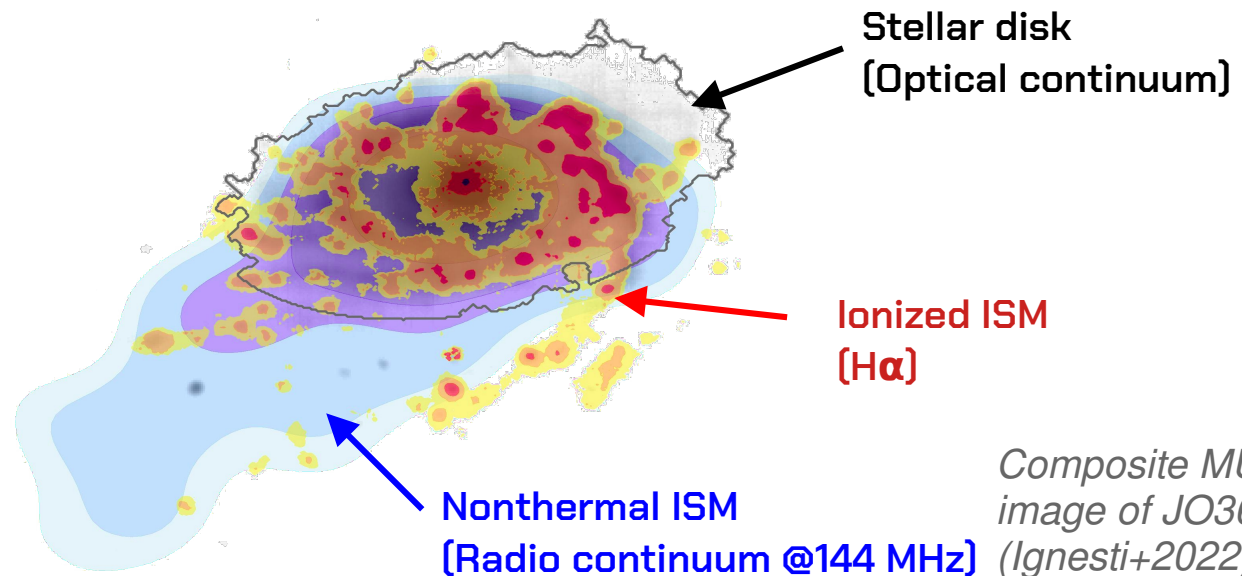 Stellar disk
(Optical continuum)
Ionized ISM
(Hα)
Nonthermal ISM
(Radio continuum @144 MHz)
Composite
image of
(Ignesti+2022